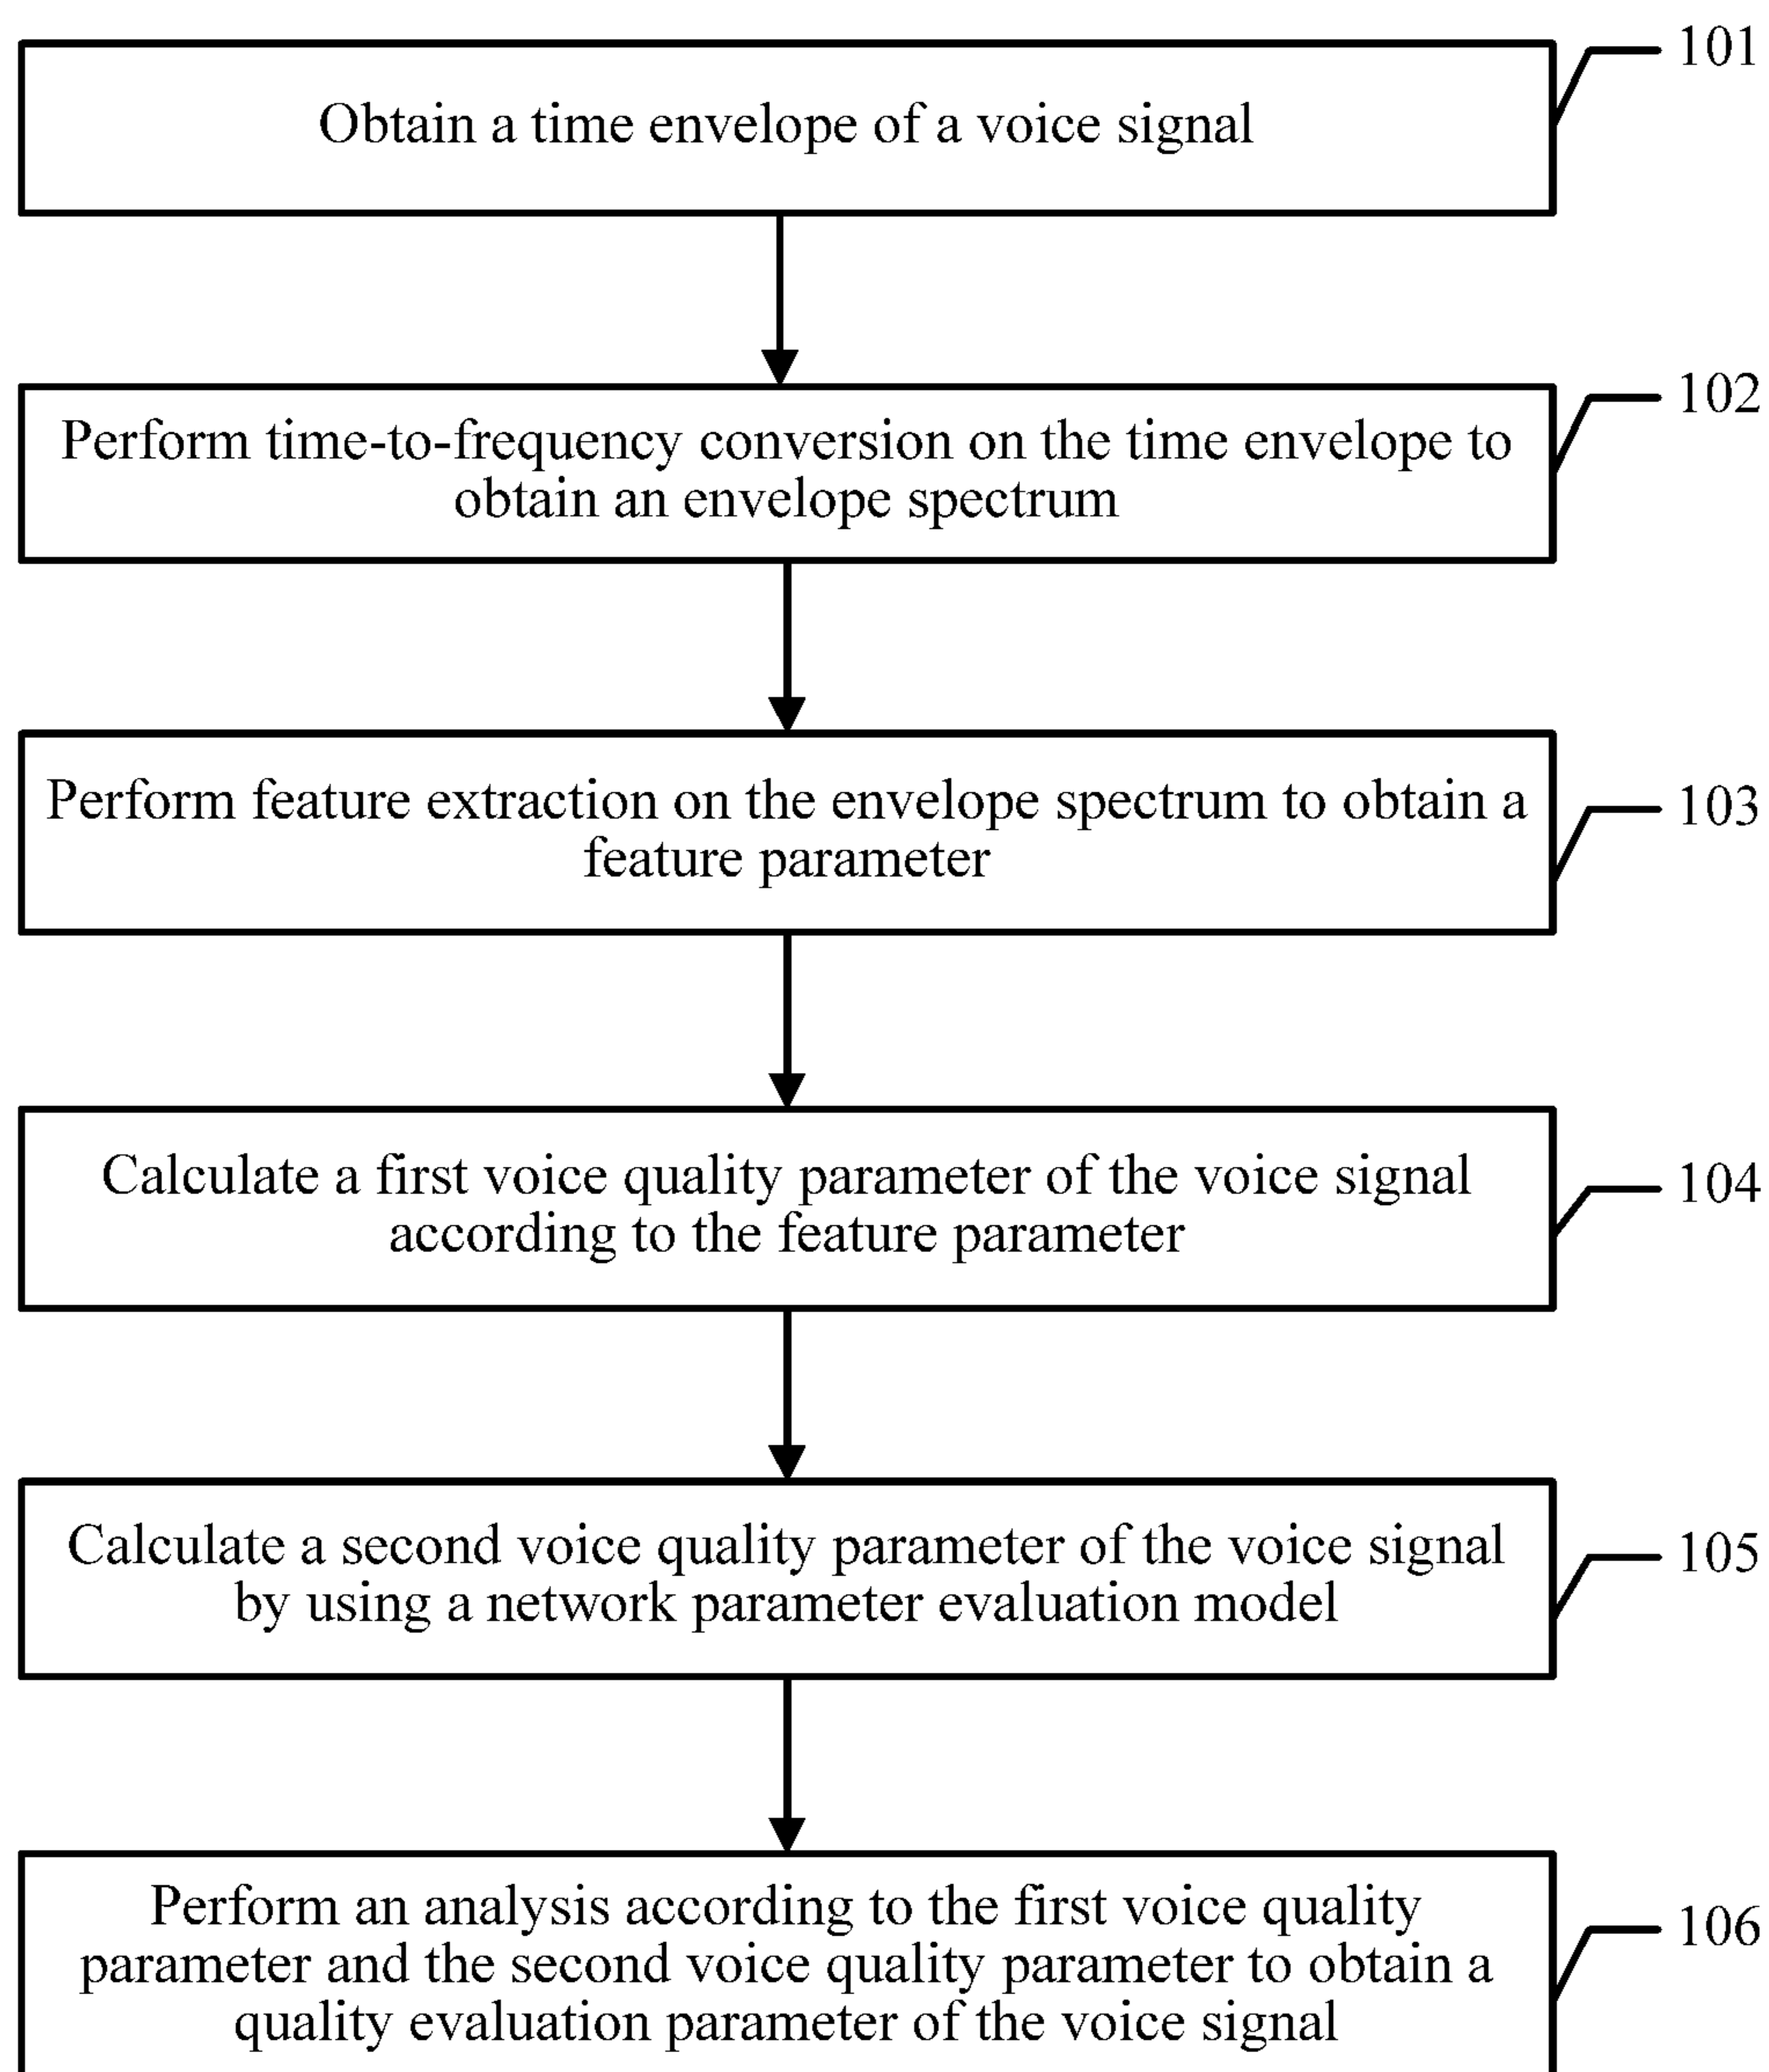 101
Obtain a time envelope of a voice signal
102
Perform time-to-frequency conversion on the time envelope to
obtain an envelope spectrum
103
Perform feature extraction on the envelope spectrum to obtain a
feature parameter
104
Calculate a first voice quality parameter of the voice signal
according to the feature parameter
105
Calculate a second voice quality parameter of the voice signal
by using a network parameter evaluation model
106
Perform an analysis according to the first voice quality
parameter and the second voice quality parameter to obtain a
quality evaluation parameter of the voice signal